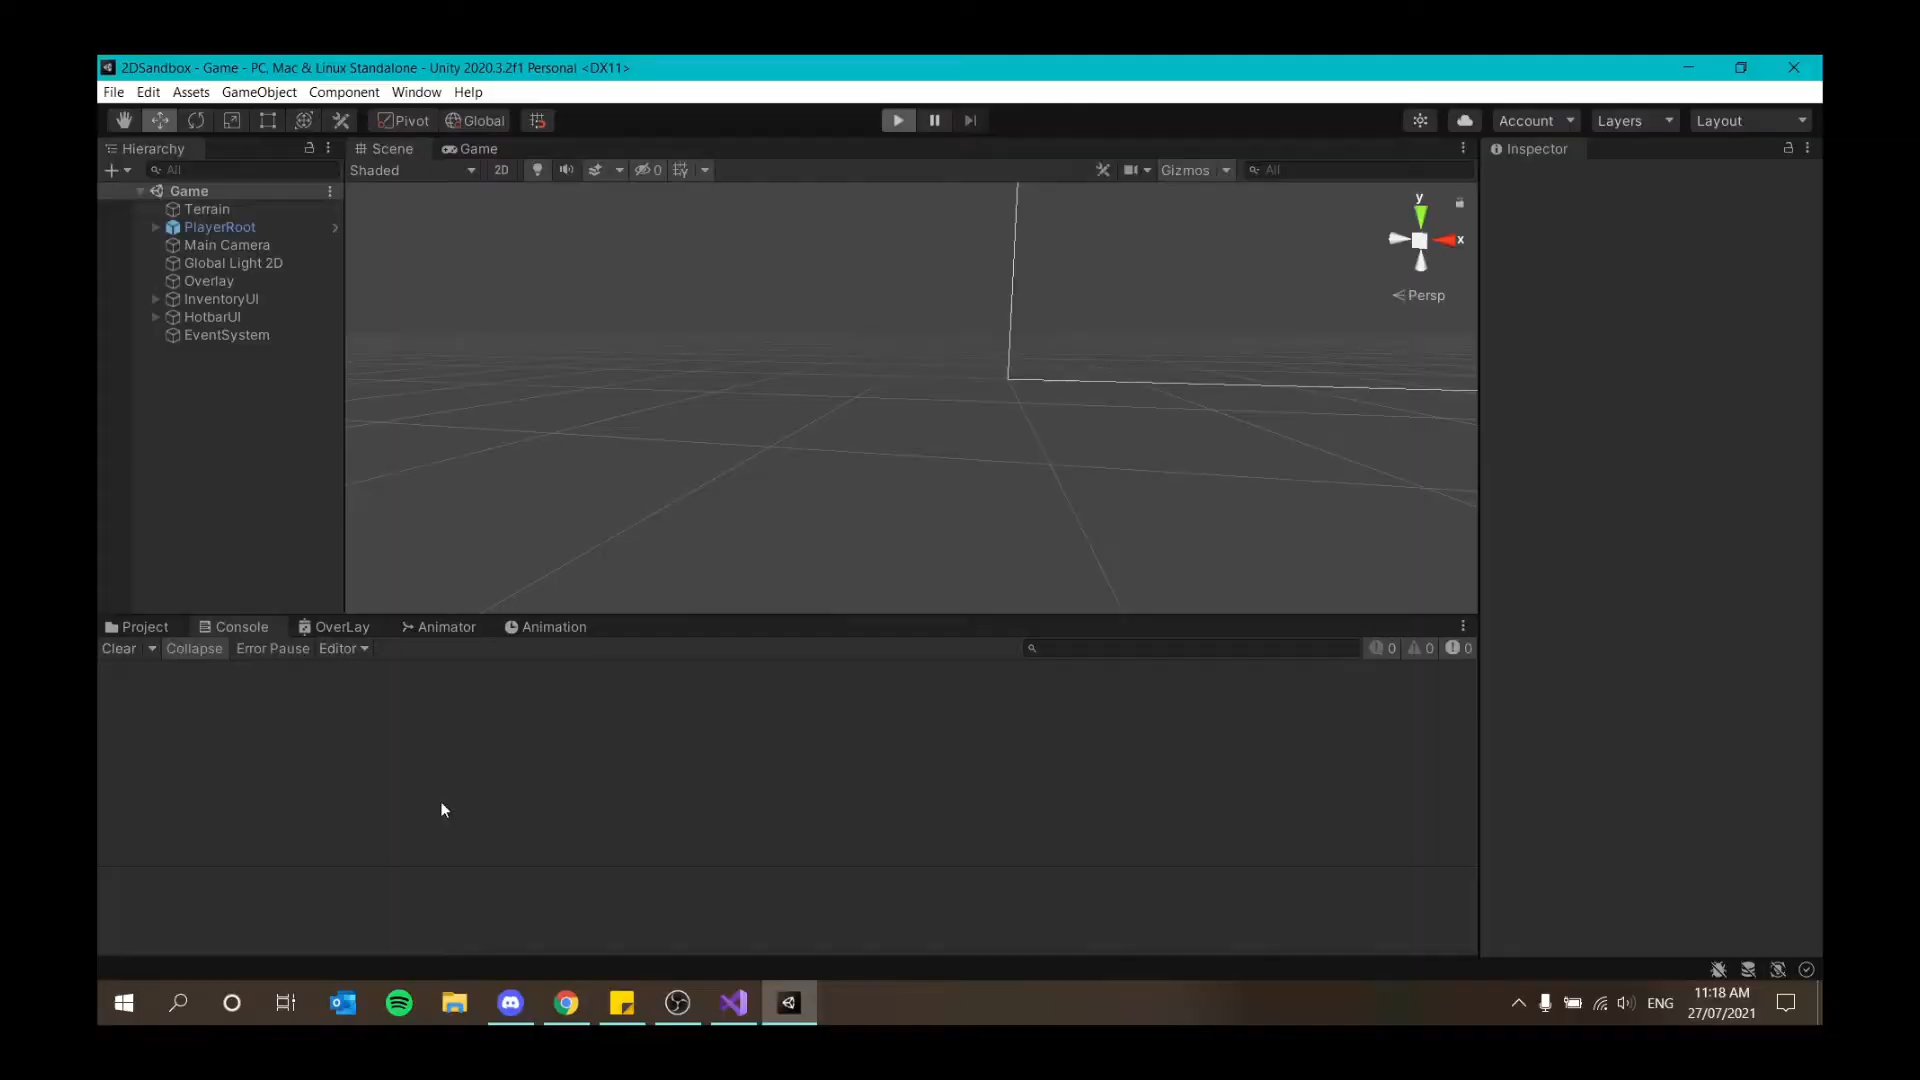 2DSandbox - Game - PC, Mac & Linux Standalone - Unity 2020.3.2f1 Personal <DX11>
File Edit Assets GameObject Component Window Help
Pivot Global Account Layers Layout
Hierarchy Scene Game Inspector
All Shaded 2D 0 Gizmos All
Game
Terrain
PlayerRoot
Main Camera
Global Light 2D
Overlay
InventoryUI
HotbarUI
EventSystem
y
x
Persp
Project Console OverLay Animator Animation
Clear Collapse Error Pause Editor 0 0 0
ENG 11:18 AM
27/07/2021